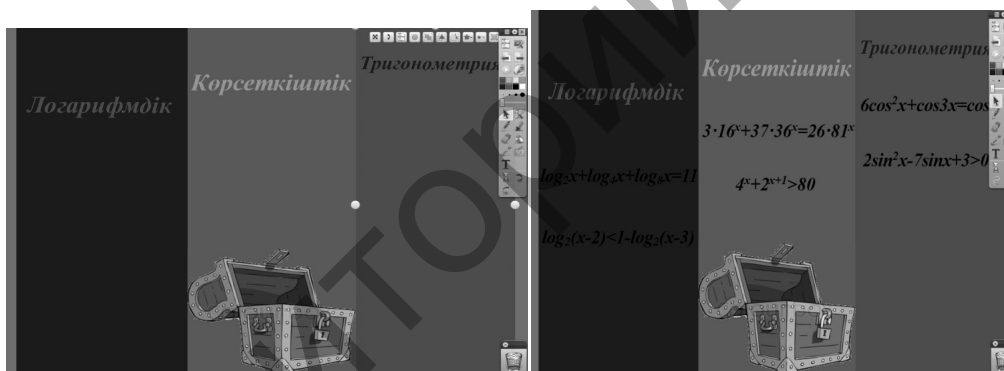 Логарифмдік
Көрсеткіштік
Тригонометрия
T
Логарифмдік
Көрсеткіштік
Тригонометрия
log₂x+log₄x+log₈x=11
log₂(x-2)<1-log₂(x-3)
3·16ˣ+37·36ˣ=26·81ˣ
4ˣ+2ˣ⁺¹>80
6cos²x+cos3x=cos
2sin²x-7sinx+3>0
T